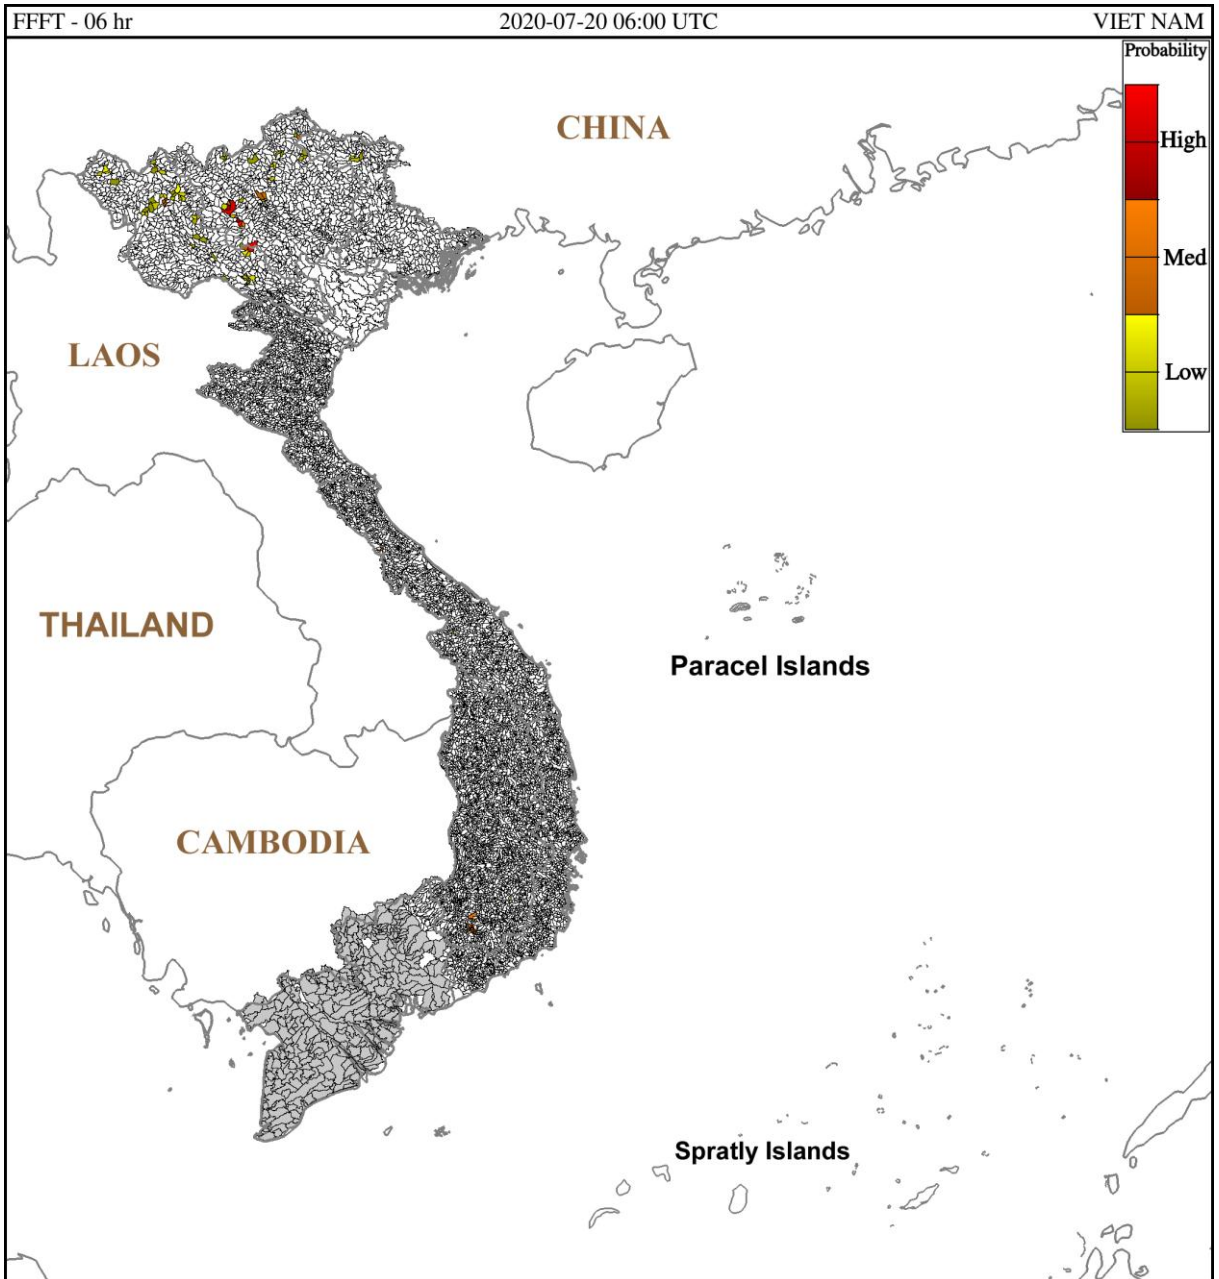 FFFT - 06 hr
2020-07-20 06:00 UTC
VIET NAM
Probability
CHINA
High
Med
LAOS
Low
THAILAND
Paracel Islands
CAMBODIA
Spratly Islands